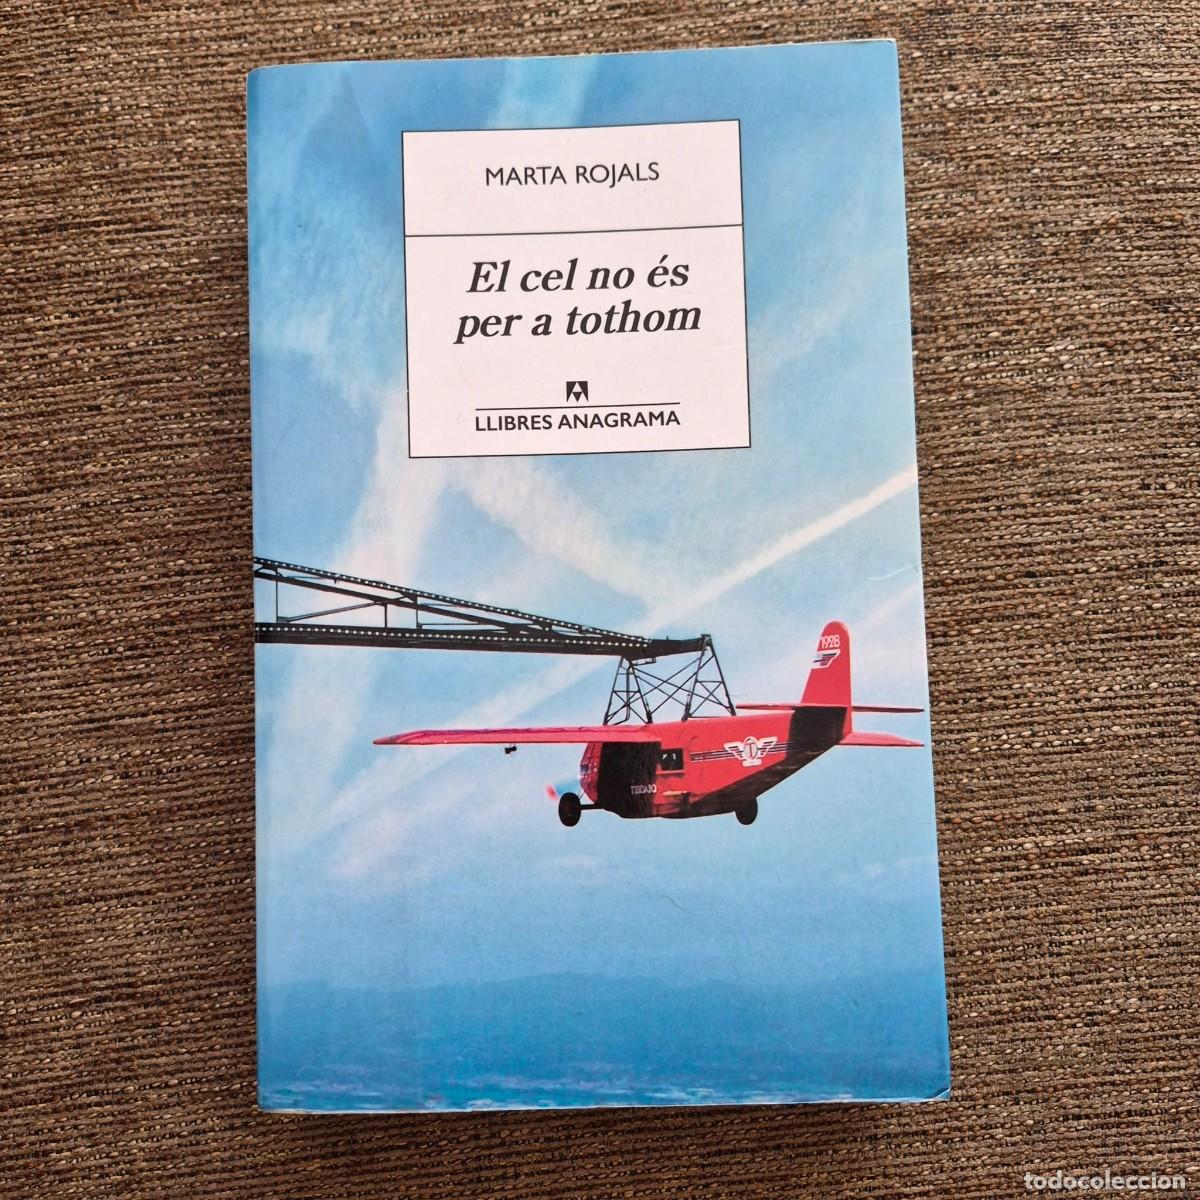 MARTA ROJALS
El cel no és
per a tothom
LLIBRES ANAGRAMA
1928
T
TIBIDABO
todocoleccion